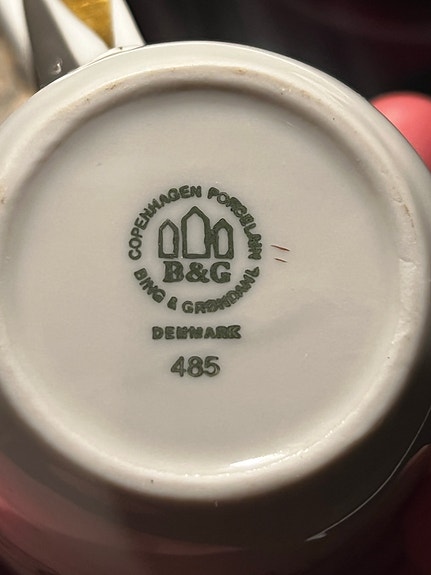 COPENHAGEN PORCELAIN
B&G
BING & GRØNDAHL
DENMARK
485